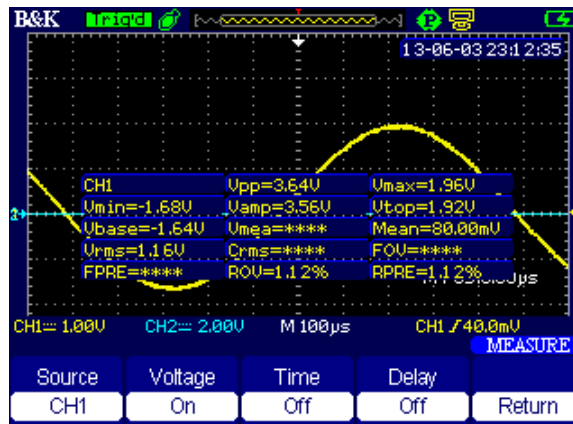 B&K Trig'd P
13-06-03 23:12:35
CH1 Vpp=3.64V Vmax=1.96V
Vmin=-1.68V Vamp=3.56V Vtop=1.92V
2
Vbase=-1.64V Vmea=**** Mean=80.00mV
Vrms=1.16V Crms=**** FOV=****
FPRE=**** ROV=1.12% RPRE=1.12%
µs
CH1 1.00V CH2 2.00V M 100µs CH1 40.0mV
MEASURE
Source Voltage Time Delay
CH1 On Off Off Return